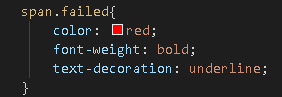 span.failed{
    color: red;
    font-weight: bold;
    text-decoration: underline;
}